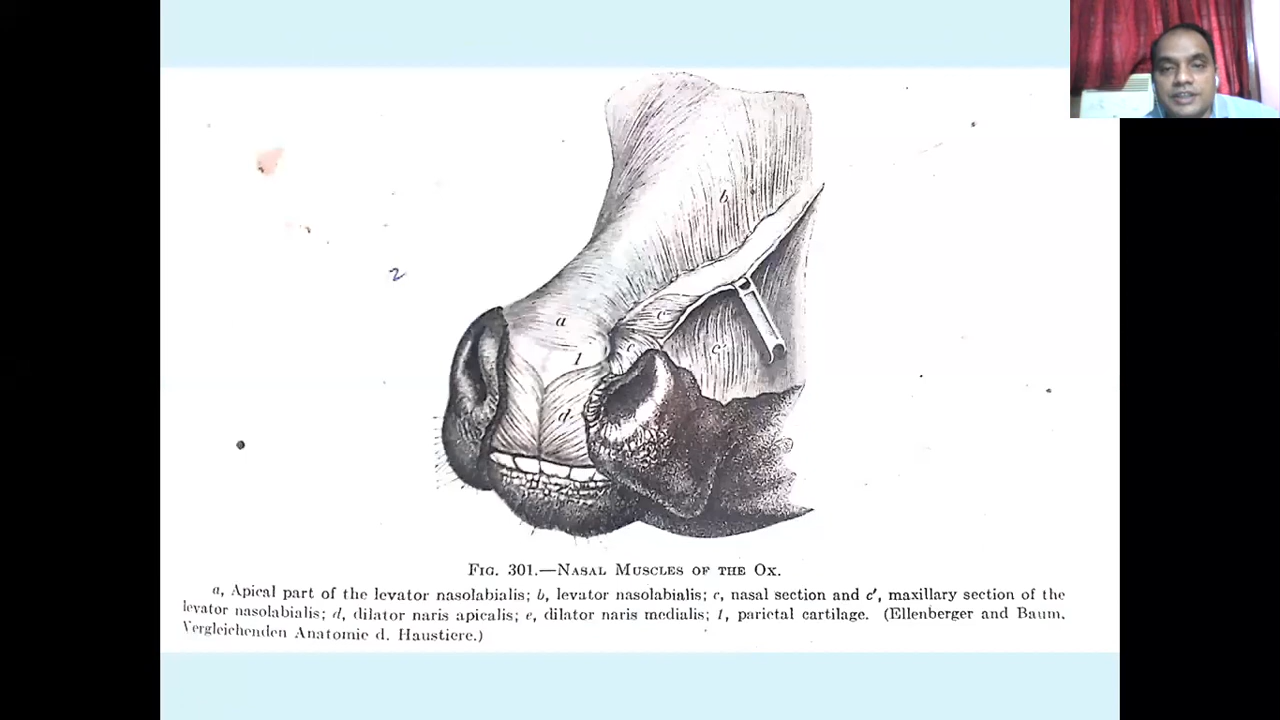 b
2
c
a
c
c'
1
d
FIG. 301.—NASAL MUSCLES OF THE OX.
a, Apical part of the levator nasolabialis; b, levator nasolabialis; c, nasal section and c', maxillary section of the
levator nasolabialis; d, dilator naris apicalis; e, dilator naris medialis; 1, parietal cartilage. (Ellenberger and Baum,
Vergleichenden Anatomie d. Haustiere.)